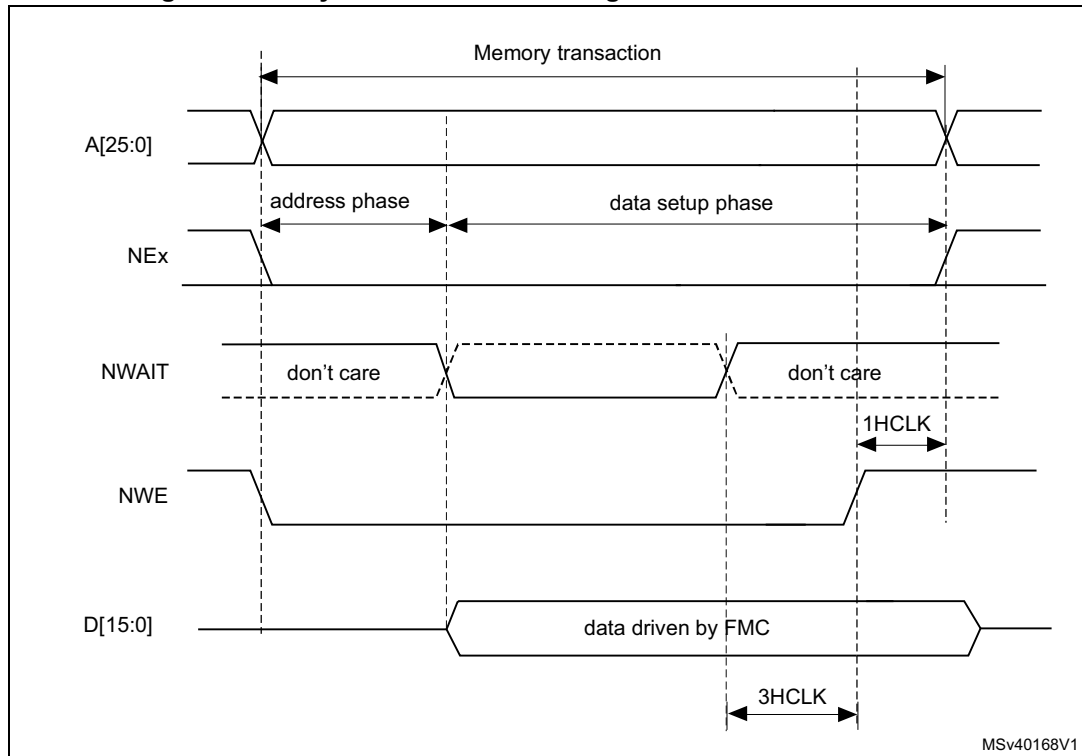 Memory transaction
A[25:0]
address phase
data setup phase
NEx
NWAIT
don't care
don't care
1HCLK
NWE
D[15:0]
data driven by FMC
3HCLK
MSv40168V1